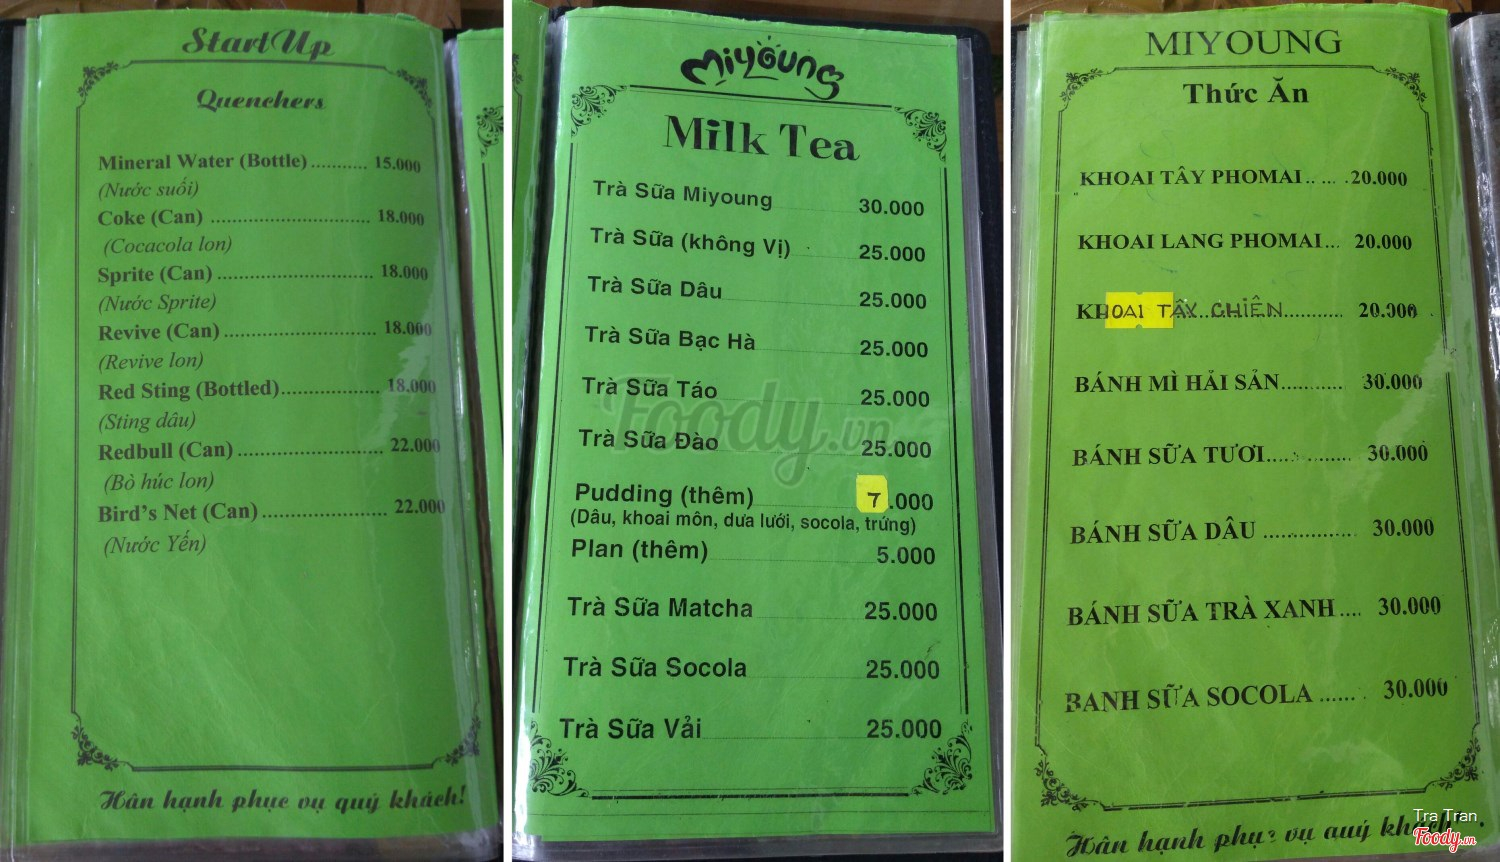 StartUp
Quenchers
Mineral Water (Bottle)........... 15.000
(Nước suối)
Coke (Can) ............................... 18.000
(Cocacola lon)
Sprite (Can) .............................. 18.000
(Nước Sprite)
Revive (Can) ............................. 18.000
(Revive lon)
Red Sting (Bottled)................... 18.000
(Sting dâu)
Redbull (Can) ............................ 22.000
(Bò húc lon)
Bird's Net (Can) ........................ 22.000
(Nước Yến)
Hân hạnh phục vụ quý khách!
Miyoung
Milk Tea
Trà Sữa Miyoung 30.000
Trà Sữa (không Vị) 25.000
Trà Sữa Dâu 25.000
Trà Sữa Bạc Hà 25.000
Trà Sữa Táo 25.000
Trà Sữa Đào 25.000
Pudding (thêm) 7.000
(Dâu, khoai môn, dưa lưới, socola, trứng)
Plan (thêm) 5.000
Trà Sữa Matcha 25.000
Trà Sữa Socola 25.000
Trà Sữa Vải 25.000
Foody.vn
MIYOUNG
Thức Ăn
KHOAI TÂY PHOMAI.. ... .20.000
KHOAI LANG PHOMAI... 20.000
KHOAI TÂY CHIÊN............ 20.000
BÁNH MÌ HẢI SẢN........... 30.000
BÁNH SỮA TƯƠI............... 30.000
BÁNH SỮA DÂU ................ 30.000
BÁNH SỮA TRÀ XANH .... 30.000
BANH SỮA SOCOLA ...... 30.000
Hân hạnh phục vụ quý khách
Tra Tran
Foody.vn